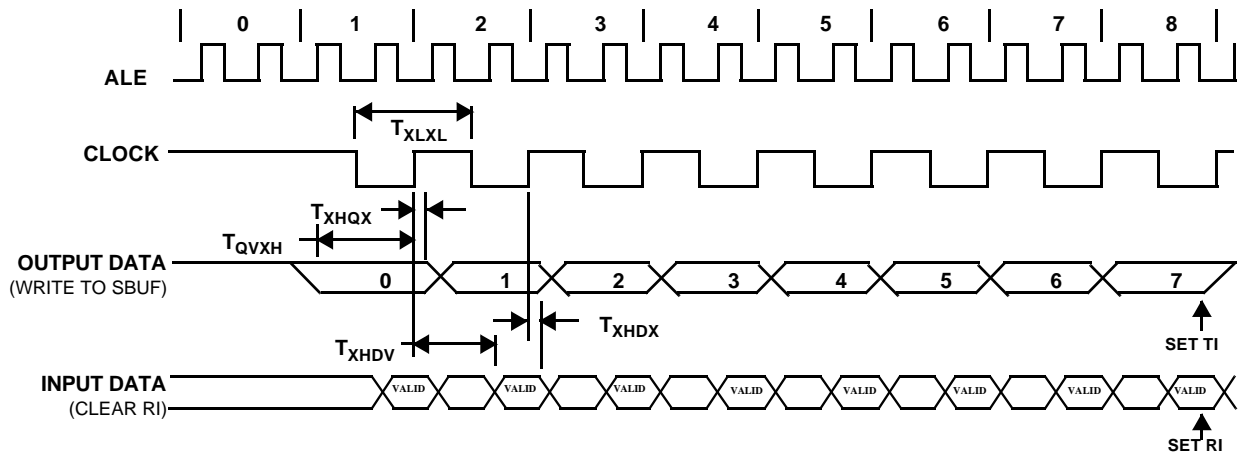 0 1 2 3 4 5 6 7 8
ALE
TXLXL
CLOCK
TXHQX
TQVXH
OUTPUT DATA
(WRITE TO SBUF)
0 1 2 3 4 5 6 7
TXHDX
SET TI
TXHDV
INPUT DATA
(CLEAR RI)
VALID VALID VALID VALID VALID VALID VALID VALID
SET RI